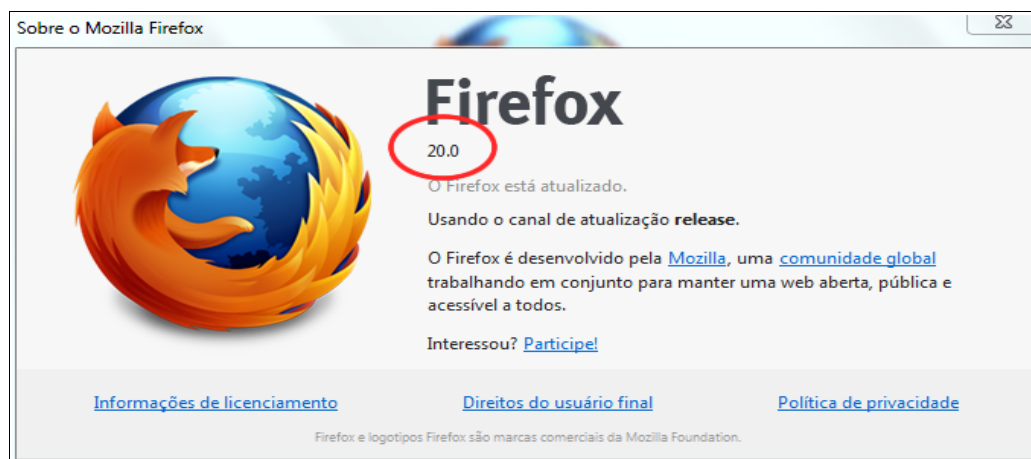 Sobre o Mozilla Firefox
Firefox
20.0
O Firefox está atualizado.
Usando o canal de atualização release.
O Firefox é desenvolvido pela Mozilla, uma comunidade global
trabalhando em conjunto para manter uma web aberta, pública e
acessível a todos.
Interessou? Participe!
Informações de licenciamento
Direitos do usuário final
Política de privacidade
Firefox e logotipos Firefox são marcas comerciais da Mozilla Foundation.